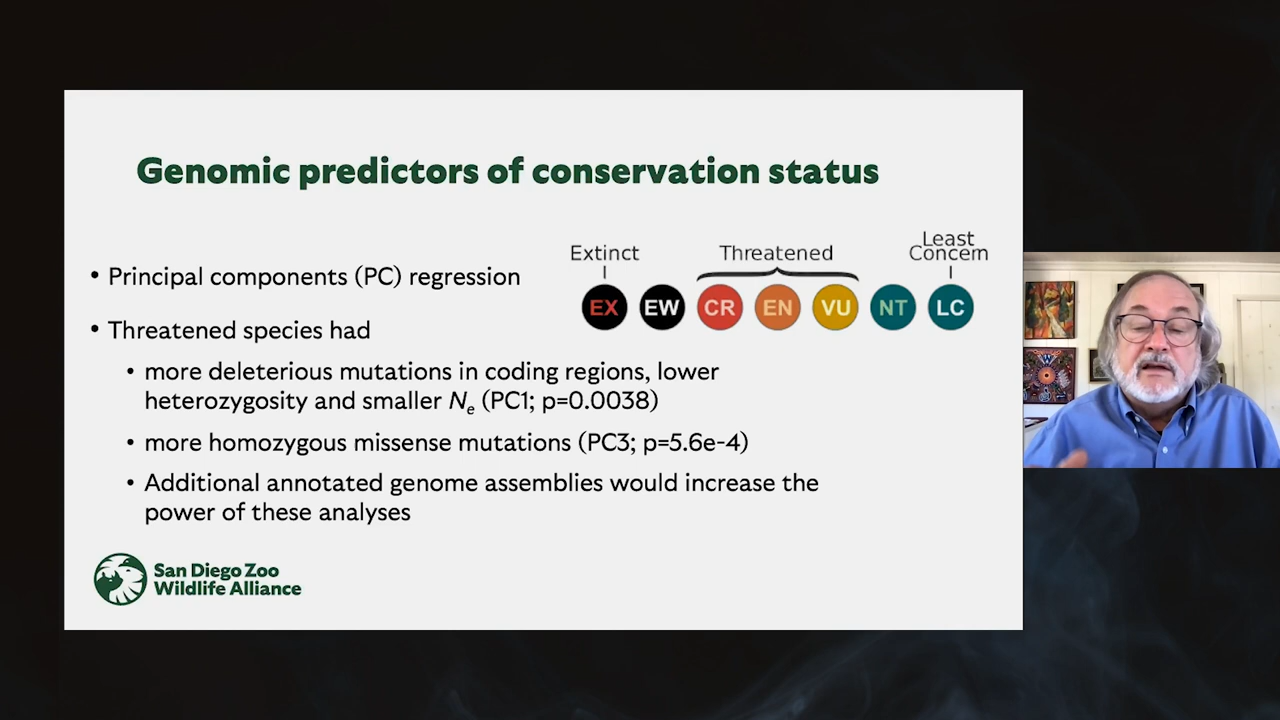 Genomic predictors of conservation status
• Principal components (PC) regression
Extinct
Threatened
Least
Concern
EX EW CR EN VU NT LC
• Threatened species had
• more deleterious mutations in coding regions, lower
heterozygosity and smaller Ne (PC1; p=0.0038)
• more homozygous missense mutations (PC3; p=5.6e-4)
• Additional annotated genome assemblies would increase the
power of these analyses
San Diego Zoo
Wildlife Alliance